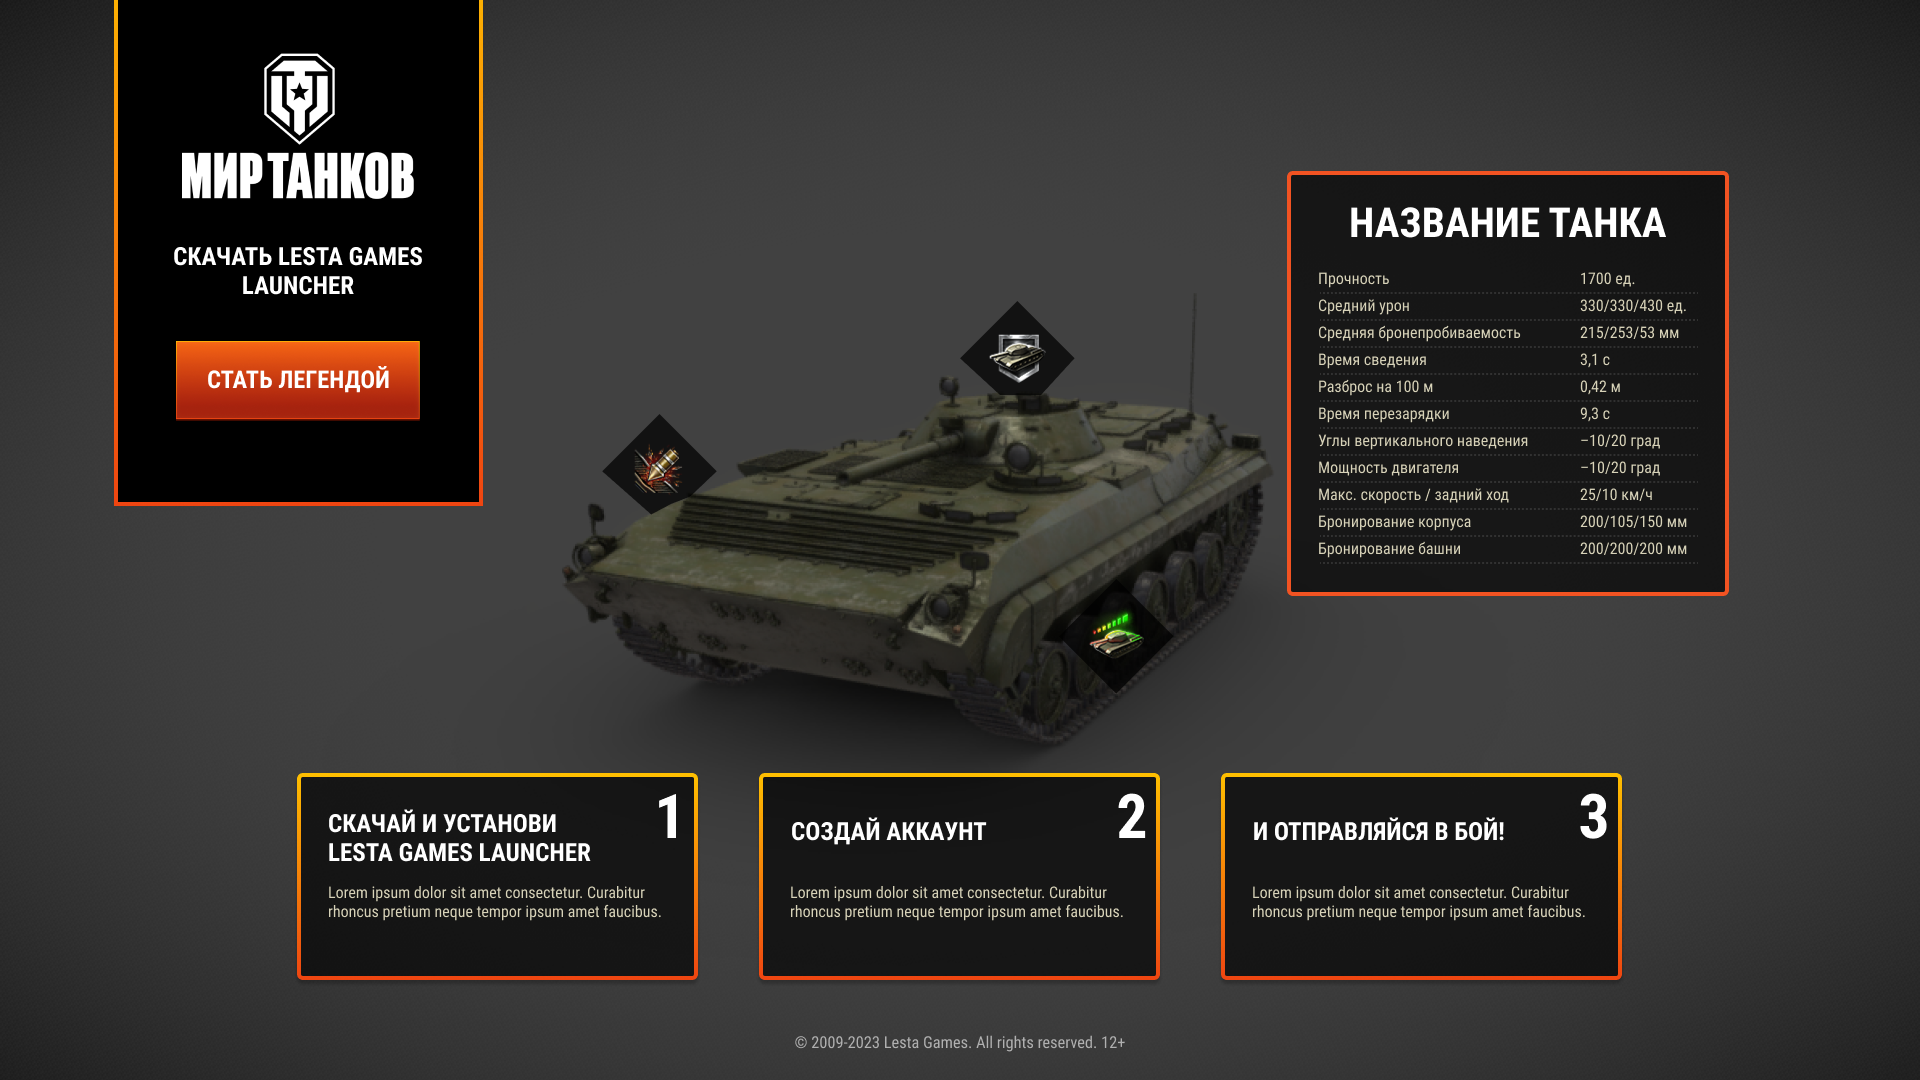 МИР ТАНКОВ
СКАЧАТЬ LESTA GAMES
LAUNCHER
СТАТЬ ЛЕГЕНДОЙ
НАЗВАНИЕ ТАНКА
Прочность 1700 ед.
Средний урон 330/330/430 ед.
Средняя бронепробиваемость 215/253/53 мм
Время сведения 3,1 с
Разброс на 100 м 0,42 м
Время перезарядки 9,3 с
Углы вертикального наведения −10/20 град
Мощность двигателя −10/20 град
Макс. скорость / задний ход 25/10 км/ч
Бронирование корпуса 200/105/150 мм
Бронирование башни 200/200/200 мм
1
СКАЧАЙ И УСТАНОВИ
LESTA GAMES LAUNCHER
Lorem ipsum dolor sit amet consectetur. Curabitur
rhoncus pretium neque tempor ipsum amet faucibus.
2
СОЗДАЙ АККАУНТ
Lorem ipsum dolor sit amet consectetur. Curabitur
rhoncus pretium neque tempor ipsum amet faucibus.
3
И ОТПРАВЛЯЙСЯ В БОЙ!
Lorem ipsum dolor sit amet consectetur. Curabitur
rhoncus pretium neque tempor ipsum amet faucibus.
© 2009-2023 Lesta Games. All rights reserved. 12+